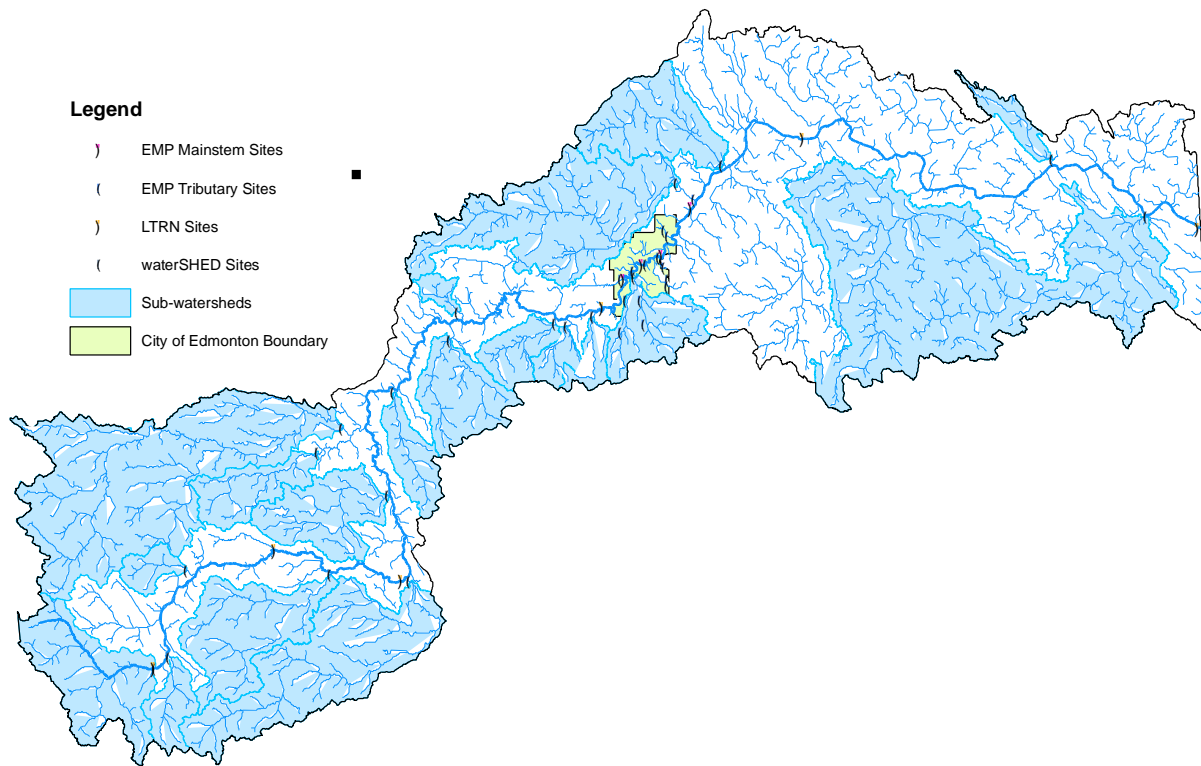 Legend
EMP Mainstem Sites
EMP Tributary Sites
LTRN Sites
waterSHED Sites
Sub-watersheds
City of Edmonton Boundary